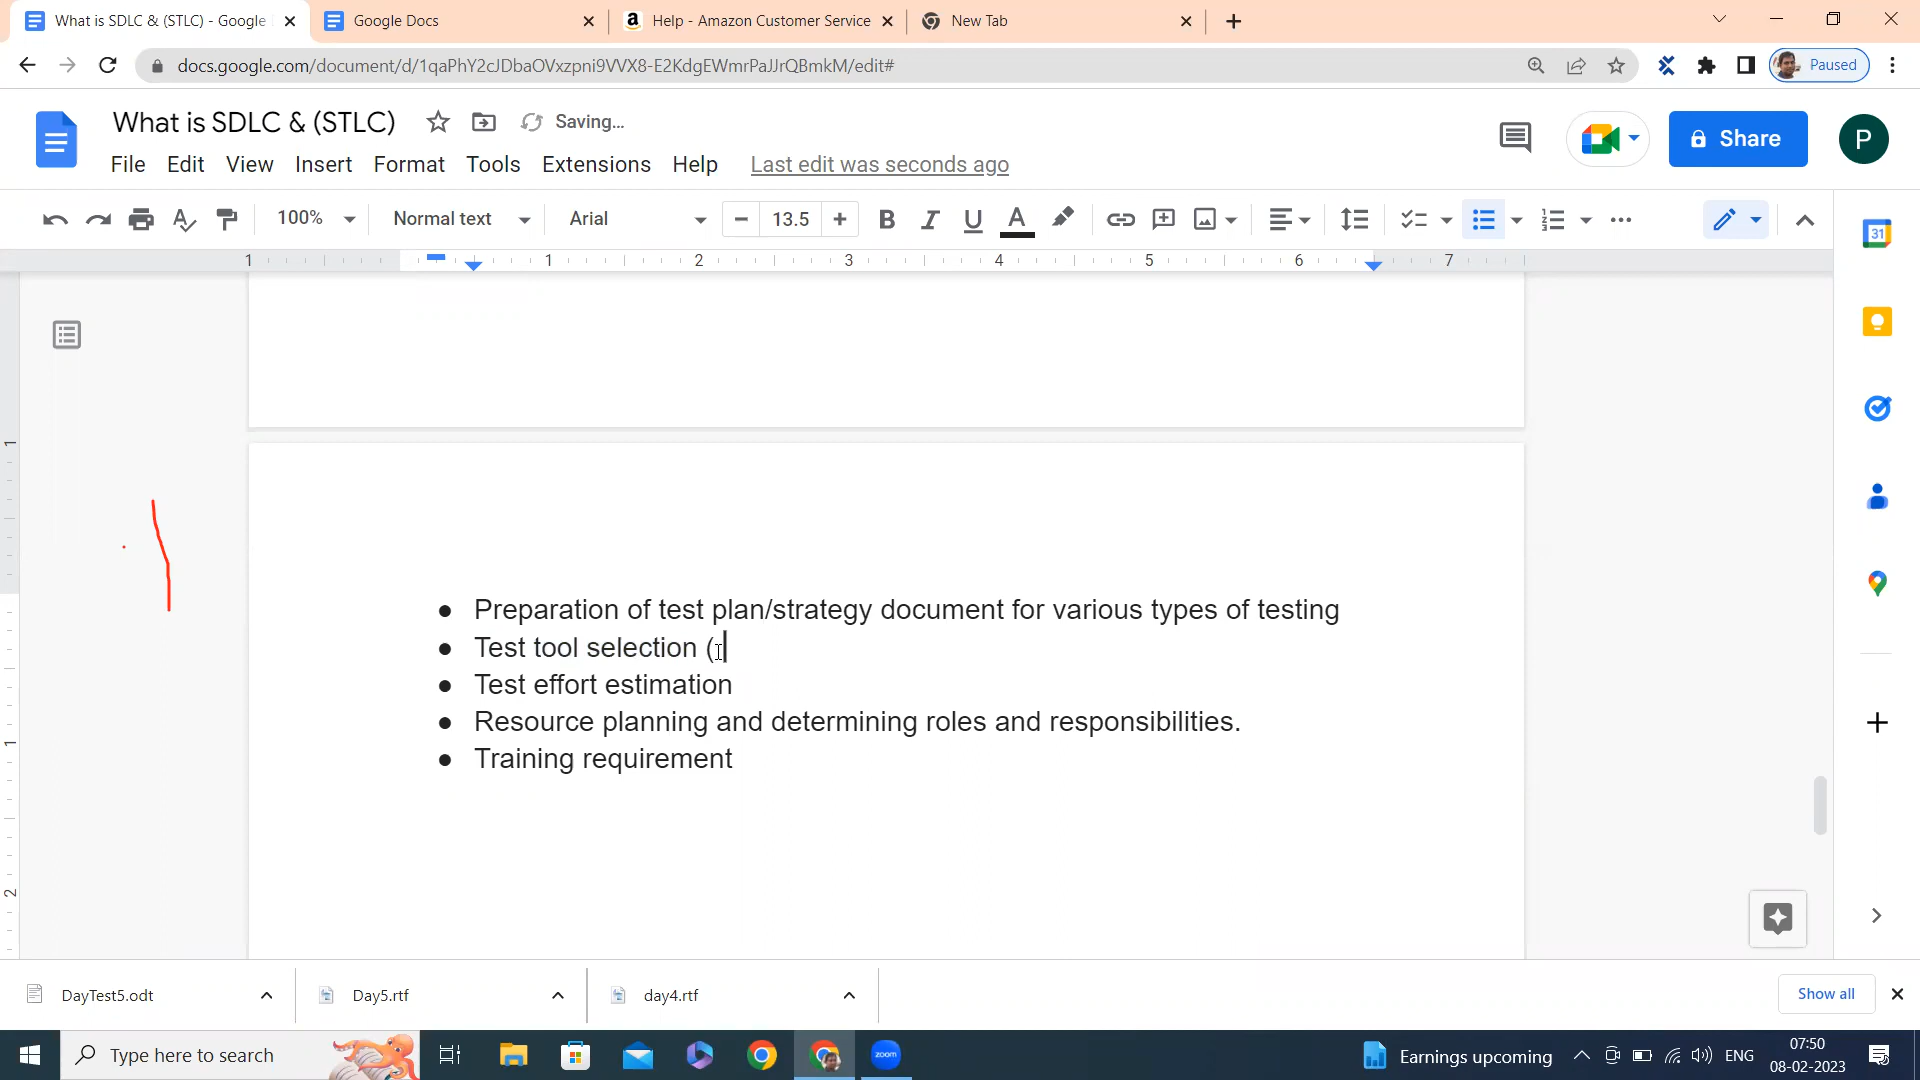 What is SDLC & (STLC) - Google
Google Docs
Help - Amazon Customer Service
New Tab
docs.google.com/document/d/1qaPhY2cJDbaOVxzpni9VVX8-E2KdgEWmrPaJJrQBmkM/edit#
Paused
What is SDLC & (STLC)
Saving...
Share
P
File Edit View Insert Format Tools Extensions Help Last edit was seconds ago
100% Normal text Arial 13.5
1 1 2 3 4 5 6 7
31
1
1
2
● Preparation of test plan/strategy document for various types of testing
● Test tool selection (
● Test effort estimation
● Resource planning and determining roles and responsibilities.
● Training requirement
DayTest5.odt
Day5.rtf
day4.rtf
Show all
Type here to search
zoom
Earnings upcoming
ENG
07:50
08-02-2023